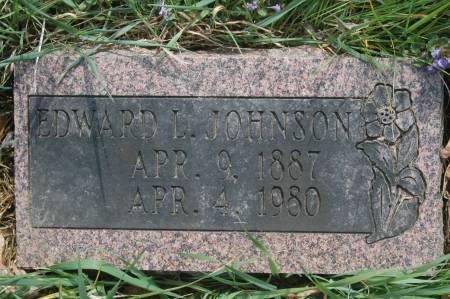 EDWARD L. JOHNSON
APR. 9. 1887
APR. 4. 1980